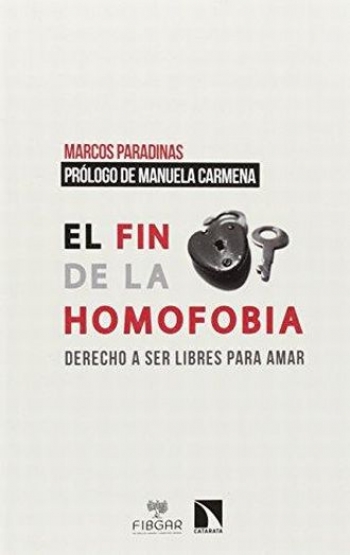 MARCOS PARADINAS
PRÓLOGO DE MANUELA CARMENA
EL FIN
DE LA
HOMOFOBIA
DERECHO A SER LIBRES PARA AMAR
FIBGAR
CATARATA